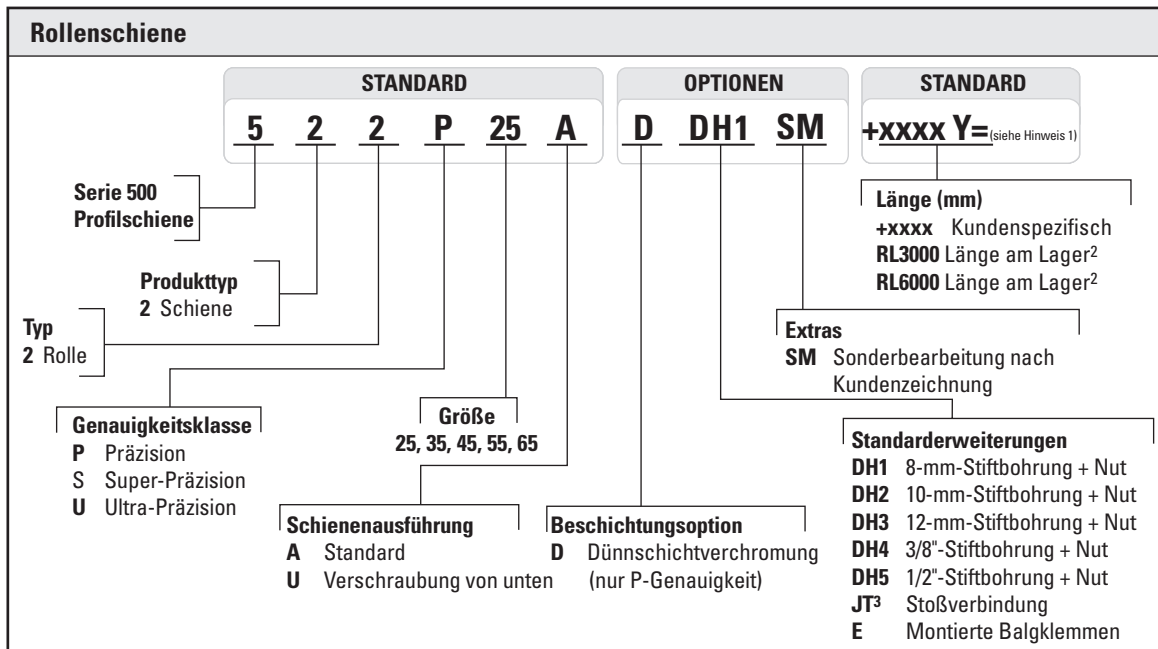 Rollenschiene
STANDARD
OPTIONEN
STANDARD
5 2 2 P 25 A D DH1 SM +xxxx Y= (siehe Hinweis 1)
Serie 500
Profilschiene
Produkttyp
2 Schiene
Typ
2 Rolle
Genauigkeitsklasse
P Präzision
S Super-Präzision
U Ultra-Präzision
Größe
25, 35, 45, 55, 65
Schienenausführung
A Standard
U Verschraubung von unten
Beschichtungsoption
D Dünnschichtverchromung
(nur P-Genauigkeit)
Länge (mm)
+xxxx Kundenspezifisch
RL3000 Länge am Lager²
RL6000 Länge am Lager²
Extras
SM Sonderbearbeitung nach
Kundenzeichnung
Standarderweiterungen
DH1 8-mm-Stiftbohrung + Nut
DH2 10-mm-Stiftbohrung + Nut
DH3 12-mm-Stiftbohrung + Nut
DH4 3/8"-Stiftbohrung + Nut
DH5 1/2"-Stiftbohrung + Nut
JT³ Stoßverbindung
E Montierte Balgklemmen